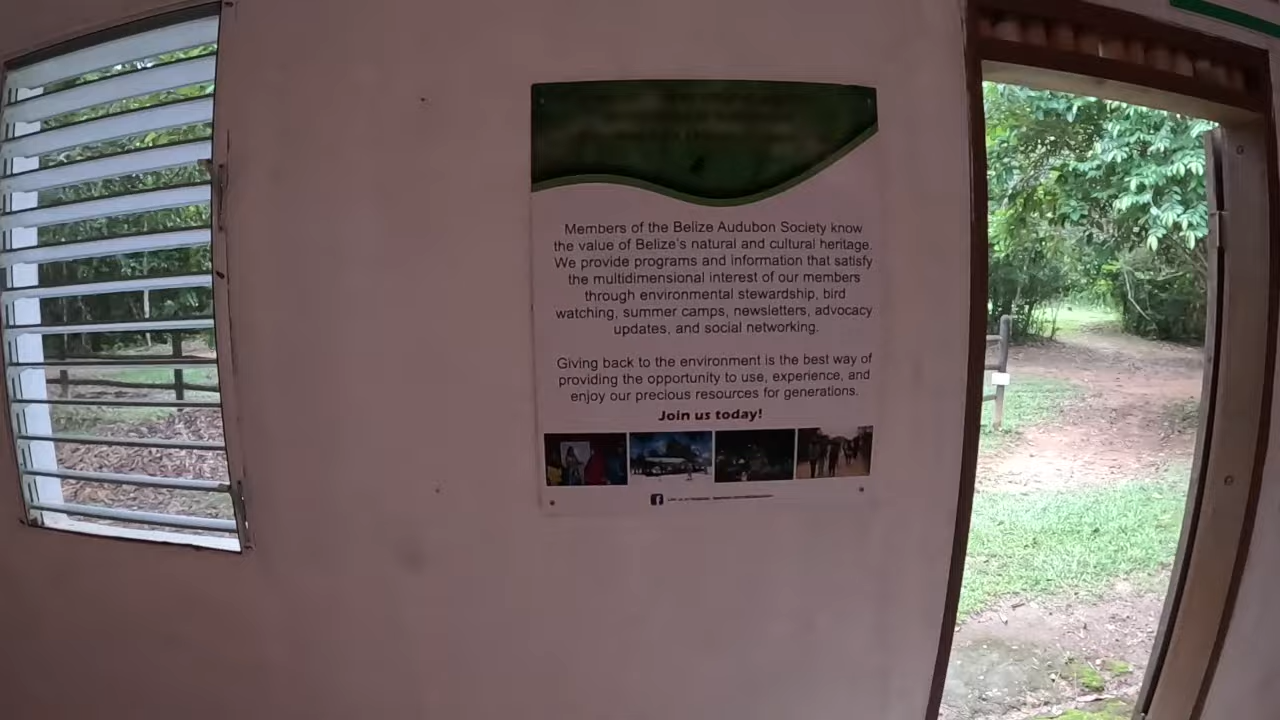 Members of the Belize Audubon Society know
the value of Belize's natural and cultural heritage.
We provide programs and information that satisfy
the multidimensional interest of our members
through environmental stewardship, bird
watching, summer camps, newsletters, advocacy
updates, and social networking.
Giving back to the environment is the best way of
providing the opportunity to use, experience, and
enjoy our precious resources for generations.
Join us today!